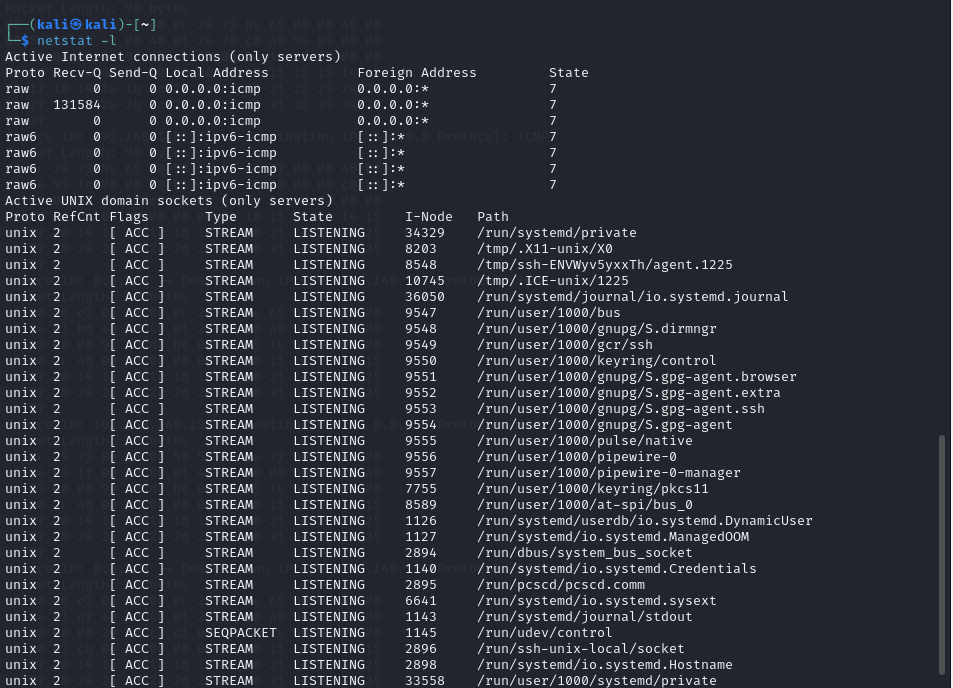 Packet Length: 98 bytes
┌──(kali㉿kali)-[~]
└─$ netstat -l
Active Internet connections (only servers)
Proto Recv-Q Send-Q Local Address           Foreign Address         State
raw        0      0 0.0.0.0:icmp            0.0.0.0:*               7
raw   131584      0 0.0.0.0:icmp            0.0.0.0:*               7
raw        0      0 0.0.0.0:icmp            0.0.0.0:*               7
raw6       0      0 [::]:ipv6-icmp          [::]:*                  7
raw6       0      0 [::]:ipv6-icmp          [::]:*                  7
raw6       0      0 [::]:ipv6-icmp          [::]:*                  7
raw6       0      0 [::]:ipv6-icmp          [::]:*                  7
Active UNIX domain sockets (only servers)
Proto RefCnt Flags       Type       State         I-Node   Path
unix  2      [ ACC ]     STREAM     LISTENING     34329    /run/systemd/private
unix  2      [ ACC ]     STREAM     LISTENING     8203     /tmp/.X11-unix/X0
unix  2      [ ACC ]     STREAM     LISTENING     8548     /tmp/ssh-ENVWyv5yxxTh/agent.1225
unix  2      [ ACC ]     STREAM     LISTENING     10745    /tmp/.ICE-unix/1225
unix  2      [ ACC ]     STREAM     LISTENING     36050    /run/systemd/journal/io.systemd.journal
unix  2      [ ACC ]     STREAM     LISTENING     9547     /run/user/1000/bus
unix  2      [ ACC ]     STREAM     LISTENING     9548     /run/user/1000/gnupg/S.dirmngr
unix  2      [ ACC ]     STREAM     LISTENING     9549     /run/user/1000/gcr/ssh
unix  2      [ ACC ]     STREAM     LISTENING     9550     /run/user/1000/keyring/control
unix  2      [ ACC ]     STREAM     LISTENING     9551     /run/user/1000/gnupg/S.gpg-agent.browser
unix  2      [ ACC ]     STREAM     LISTENING     9552     /run/user/1000/gnupg/S.gpg-agent.extra
unix  2      [ ACC ]     STREAM     LISTENING     9553     /run/user/1000/gnupg/S.gpg-agent.ssh
unix  2      [ ACC ]     STREAM     LISTENING     9554     /run/user/1000/gnupg/S.gpg-agent
unix  2      [ ACC ]     STREAM     LISTENING     9555     /run/user/1000/pulse/native
unix  2      [ ACC ]     STREAM     LISTENING     9556     /run/user/1000/pipewire-0
unix  2      [ ACC ]     STREAM     LISTENING     9557     /run/user/1000/pipewire-0-manager
unix  2      [ ACC ]     STREAM     LISTENING     7755     /run/user/1000/keyring/pkcs11
unix  2      [ ACC ]     STREAM     LISTENING     8589     /run/user/1000/at-spi/bus_0
unix  2      [ ACC ]     STREAM     LISTENING     1126     /run/systemd/userdb/io.systemd.DynamicUser
unix  2      [ ACC ]     STREAM     LISTENING     1127     /run/systemd/io.systemd.ManagedOOM
unix  2      [ ACC ]     STREAM     LISTENING     2894     /run/dbus/system_bus_socket
unix  2      [ ACC ]     STREAM     LISTENING     1140     /run/systemd/io.systemd.Credentials
unix  2      [ ACC ]     STREAM     LISTENING     2895     /run/pcscd/pcscd.comm
unix  2      [ ACC ]     STREAM     LISTENING     6641     /run/systemd/io.systemd.sysext
unix  2      [ ACC ]     STREAM     LISTENING     1143     /run/systemd/journal/stdout
unix  2      [ ACC ]     SEQPACKET  LISTENING     1145     /run/udev/control
unix  2      [ ACC ]     STREAM     LISTENING     2896     /run/ssh-unix-local/socket
unix  2      [ ACC ]     STREAM     LISTENING     2898     /run/systemd/io.systemd.Hostname
unix  2      [ ACC ]     STREAM     LISTENING     33558    /run/user/1000/systemd/private